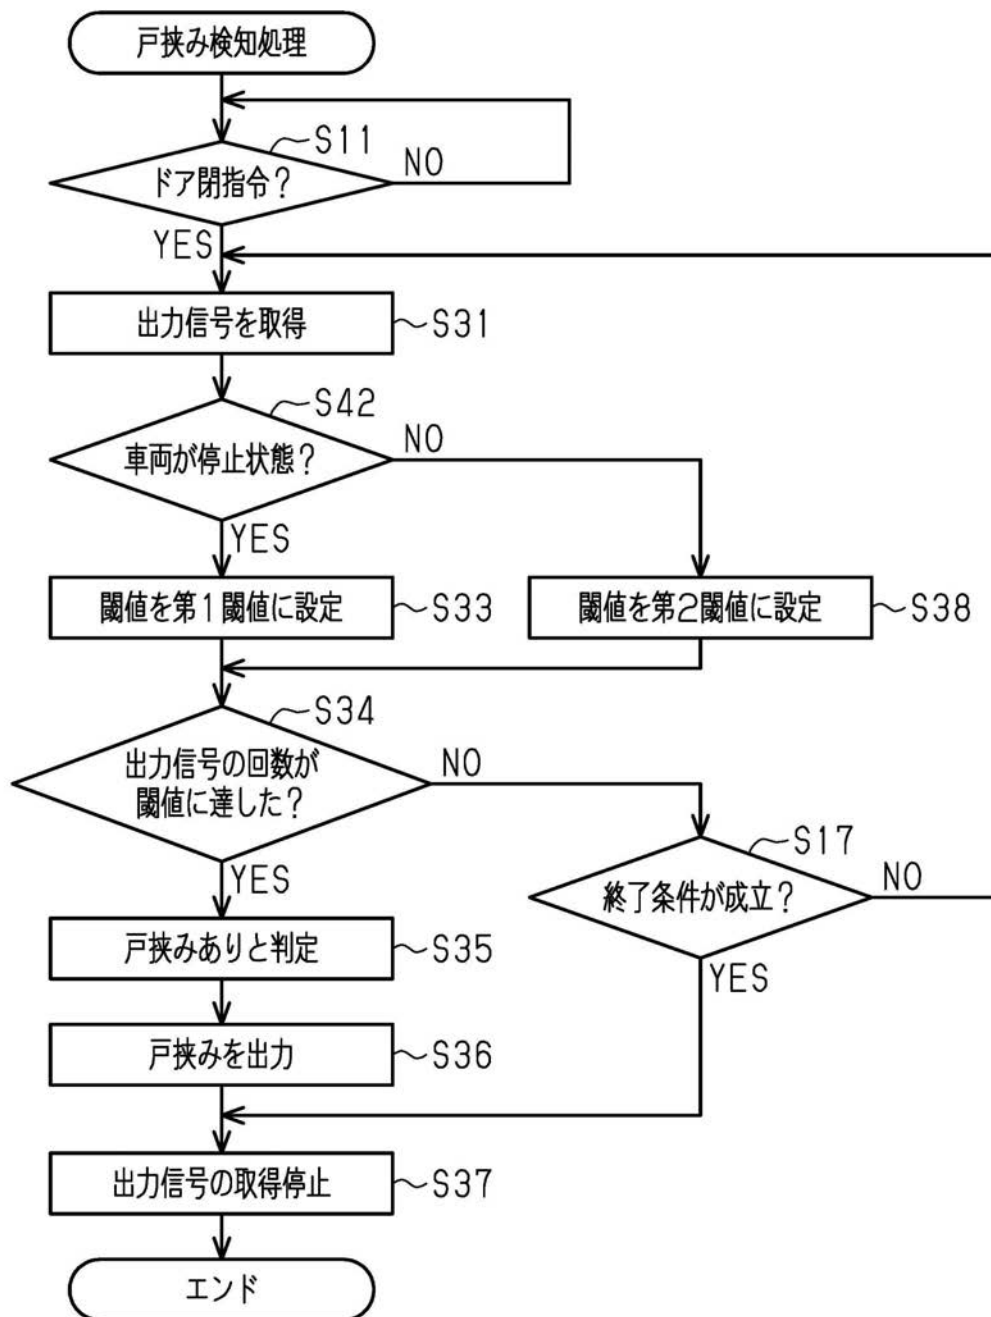 戸挟み検知処理
S11
ドア閉指令？
NO
YES
出力信号を取得
S31
S42
車両が停止状態？
NO
YES
閾値を第1閾値に設定
S33
閾値を第2閾値に設定
S38
S34
出力信号の回数が
閾値に達した？
NO
YES
S17
終了条件が成立？
NO
YES
戸挟みありと判定
S35
戸挟みを出力
S36
出力信号の取得停止
S37
エンド